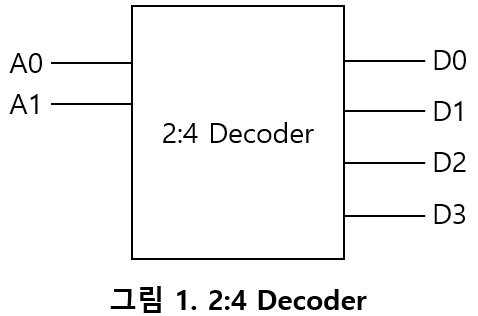 A0
A1
2:4 Decoder
D0
D1
D2
D3
그림 1. 2:4 Decoder